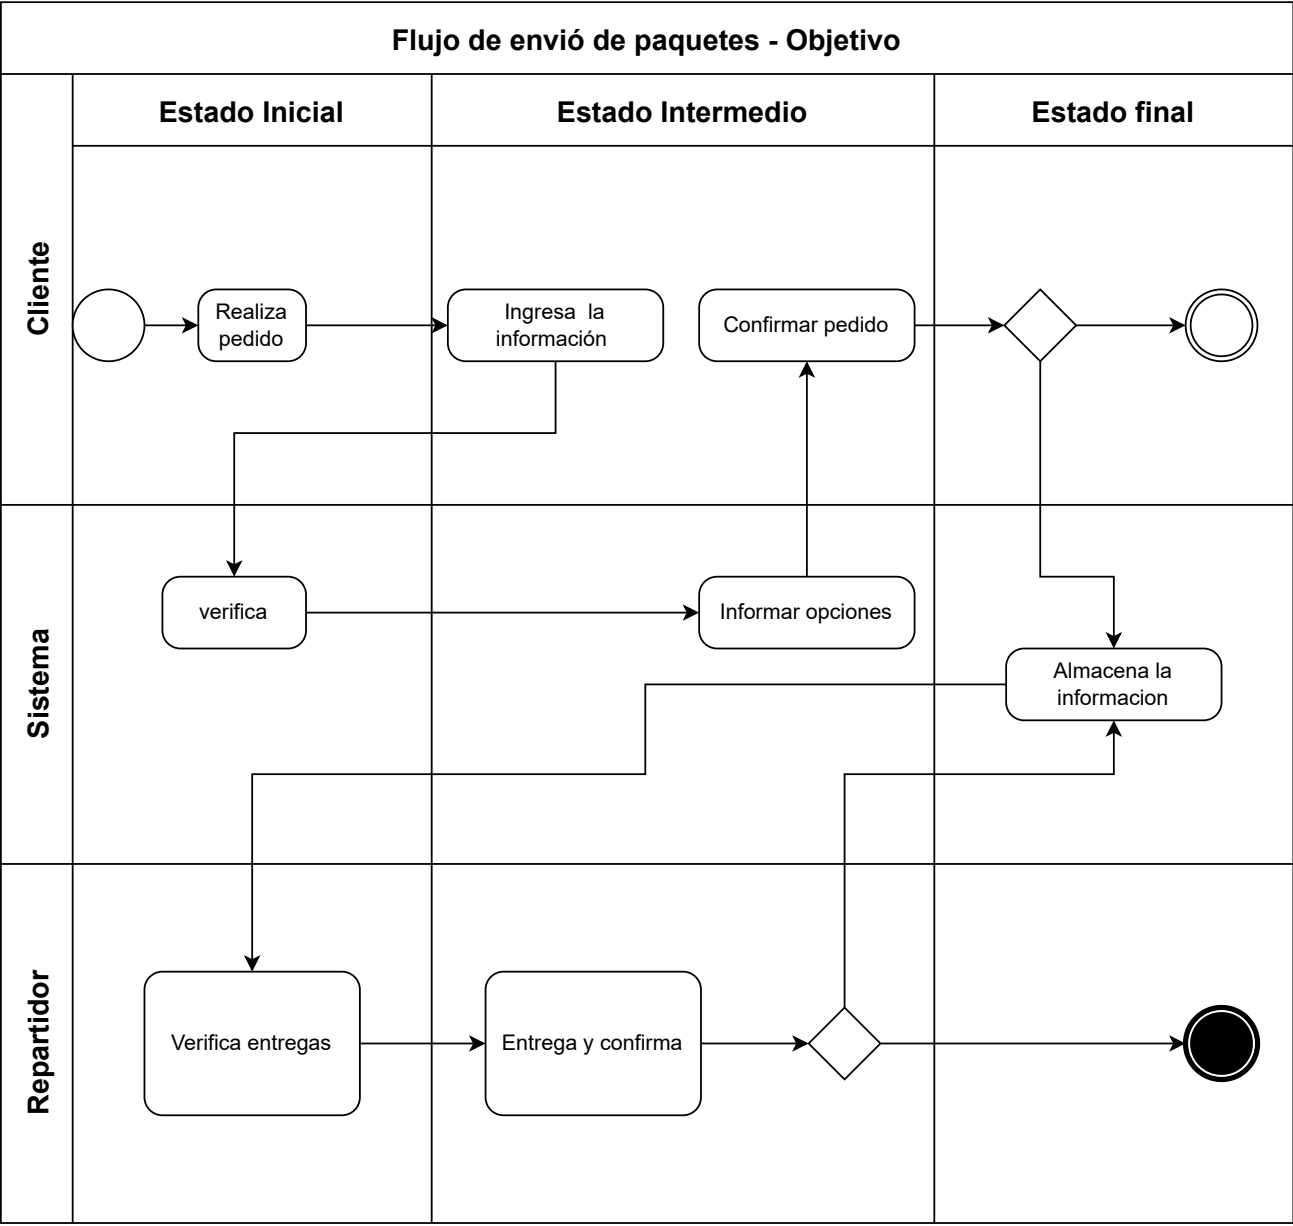 Flujo de envió de paquetes - Objetivo
Estado Inicial
Estado Intermedio
Estado final
Cliente
Realiza
pedido
Ingresa  la
información
Confirmar pedido
Sistema
verifica
Informar opciones
Almacena la
informacion
Repartidor
Verifica entregas
Entrega y confirma